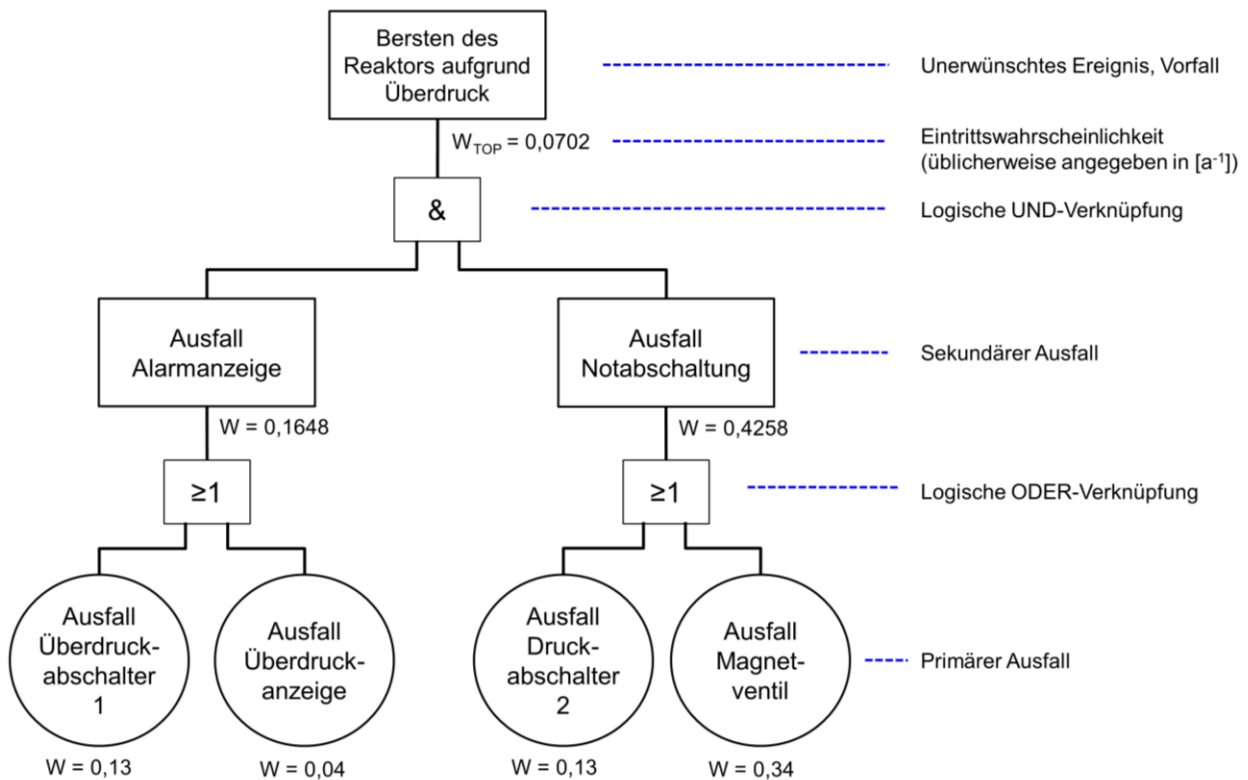 Bersten des
Reaktors aufgrund
Überdruck
Unerwünschtes Ereignis, Vorfall
W_TOP = 0,0702
Eintrittswahrscheinlichkeit
(üblicherweise angegeben in [a⁻¹])
&
Logische UND-Verknüpfung
Ausfall
Alarmanzeige
Ausfall
Notabschaltung
Sekundärer Ausfall
W = 0,1648
W = 0,4258
≥1
≥1
Logische ODER-Verknüpfung
Ausfall
Überdruck-
abschalter
1
Ausfall
Überdruck-
anzeige
Ausfall
Druck-
abschalter
2
Ausfall
Magnet-
ventil
Primärer Ausfall
W = 0,13
W = 0,04
W = 0,13
W = 0,34